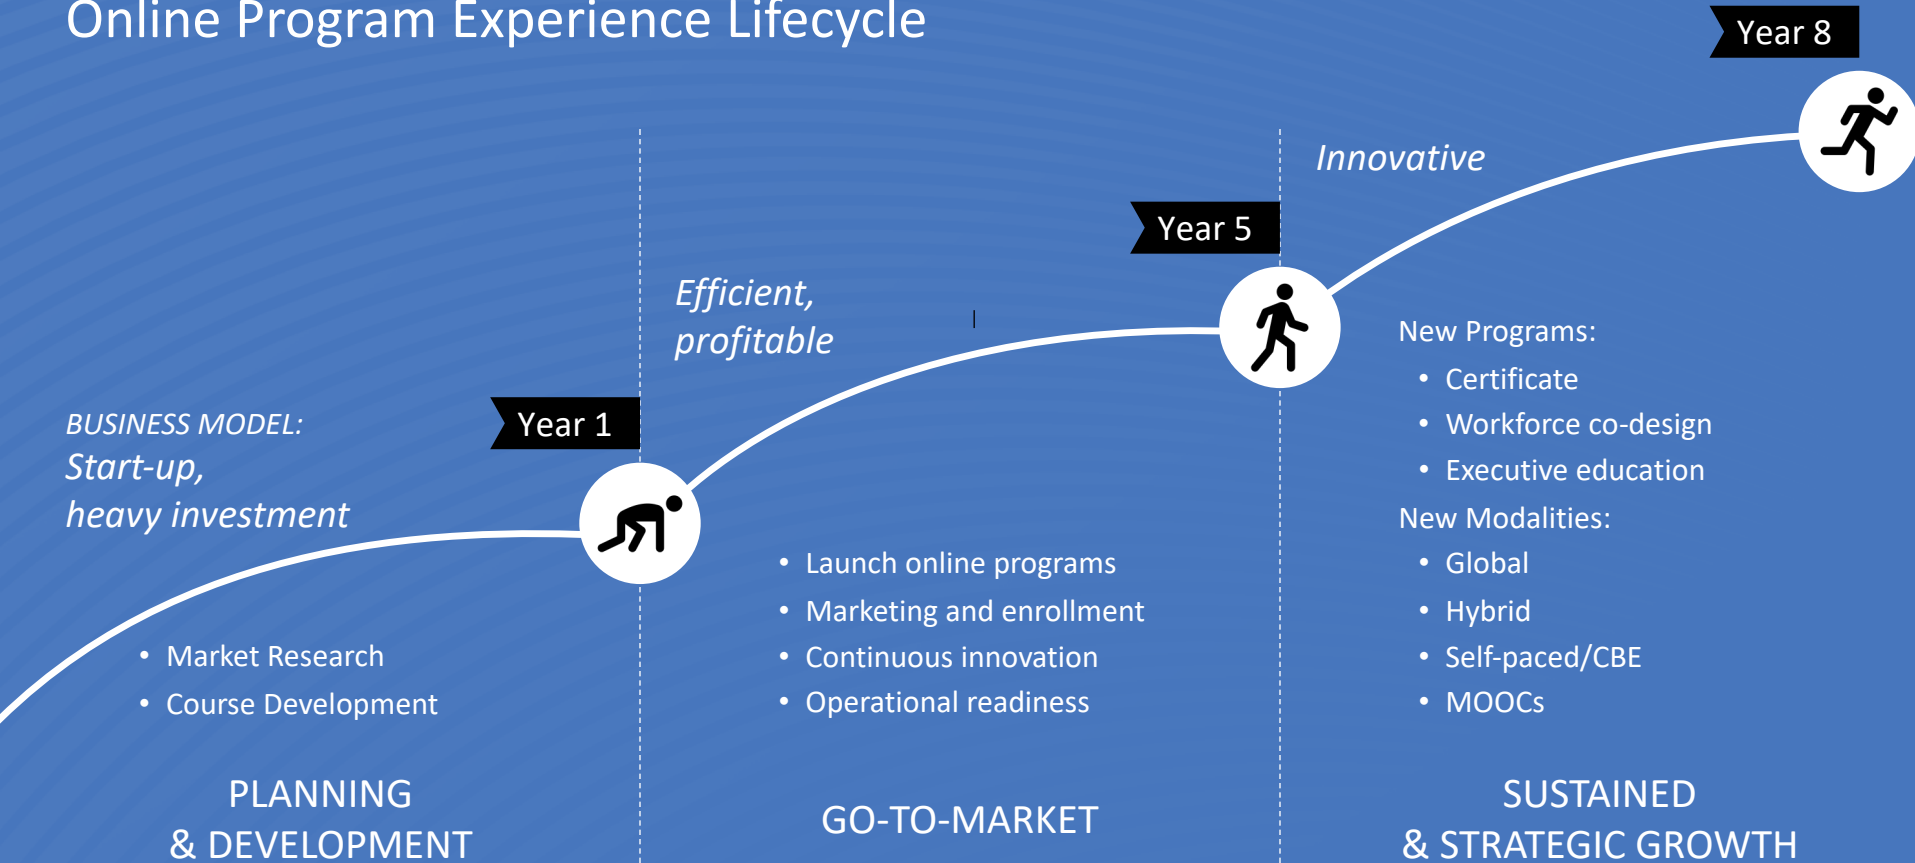 Online Program Experience Lifecycle
Year 8
Innovative
Year 5
Efficient,
profitable
Year 1
BUSINESS MODEL:
Start-up,
heavy investment
• Market Research
• Course Development
PLANNING
& DEVELOPMENT
• Launch online programs
• Marketing and enrollment
• Continuous innovation
• Operational readiness
GO-TO-MARKET
New Programs:
• Certificate
• Workforce co-design
• Executive education
New Modalities:
• Global
• Hybrid
• Self-paced/CBE
• MOOCs
SUSTAINED
& STRATEGIC GROWTH